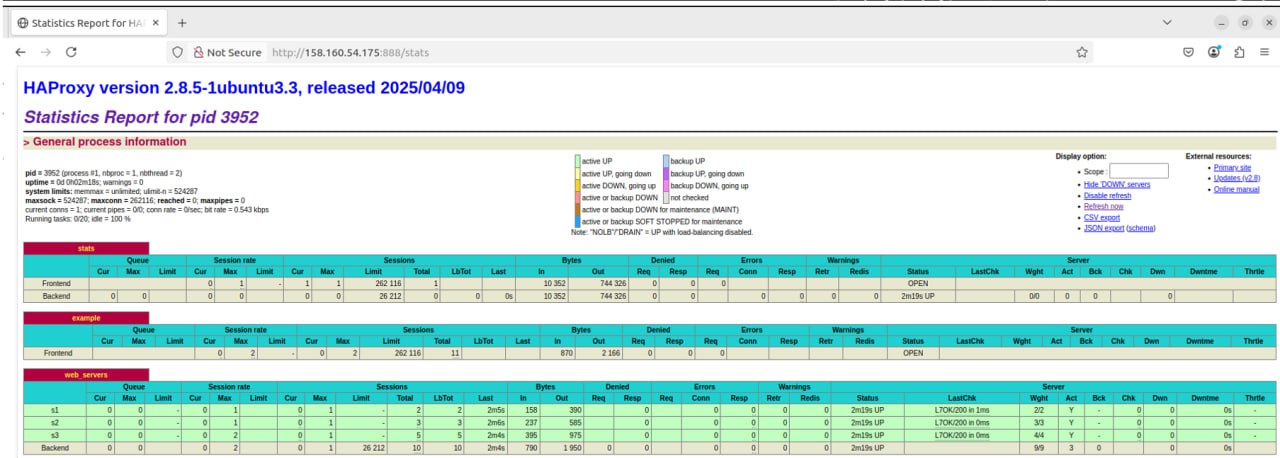 Statistics Report for HA
Not Secure http://158.160.54.175:888/stats
HAProxy version 2.8.5-1ubuntu3.3, released 2025/04/09
Statistics Report for pid 3952
> General process information
pid = 3952 (process #1, nbproc = 1, nbthread = 2)
uptime = 0d 0h02m18s; warnings = 0
system limits: memmax = unlimited; ulimit-n = 524287
maxsock = 524287; maxconn = 262116; reached = 0; maxpipes = 0
current conns = 1; current pipes = 0/0; conn rate = 0/sec; bit rate = 0.543 kbps
Running tasks: 0/20; idle = 100 %
active UP backup UP
active UP, going down backup UP, going down
active DOWN, going up backup DOWN, going up
active or backup DOWN not checked
active or backup DOWN for maintenance (MAINT)
active or backup SOFT STOPPED for maintenance
Note: "NOLB"/"DRAIN" = UP with load-balancing disabled.
Display option:
• Scope :
• Hide 'DOWN' servers
• Disable refresh
• Refresh now
• CSV export
• JSON export (schema)
External resources:
• Primary site
• Updates (v2.8)
• Online manual
stats
Queue Session rate Sessions Bytes Denied Errors Warnings Server
Cur Max Limit Cur Max Limit Cur Max Limit Total LbTot Last In Out Req Resp Req Conn Resp Retr Redis Status LastChk Wght Act Bck Chk Dwn Dwntme Thrtle
Frontend 0 1 - 1 1 262 116 1 10 352 744 326 0 0 0 OPEN
Backend 0 0 0 0 0 0 26 212 0 0 0s 10 352 744 326 0 0 0 0 0 0 2m19s UP 0/0 0 0 0
example
Queue Session rate Sessions Bytes Denied Errors Warnings Server
Cur Max Limit Cur Max Limit Cur Max Limit Total LbTot Last In Out Req Resp Req Conn Resp Retr Redis Status LastChk Wght Act Bck Chk Dwn Dwntme Thrtle
Frontend 0 2 - 0 2 262 116 11 870 2 166 0 0 0 OPEN
web_servers
Queue Session rate Sessions Bytes Denied Errors Warnings Server
Cur Max Limit Cur Max Limit Cur Max Limit Total LbTot Last In Out Req Resp Req Conn Resp Retr Redis Status LastChk Wght Act Bck Chk Dwn Dwntme Thrtle
s1 0 0 - 0 1 0 1 - 2 2 2m5s 158 390 0 0 0 0 0 2m19s UP L7OK/200 in 1ms 2/2 Y - 0 0 0s -
s2 0 0 - 0 1 0 1 - 3 3 2m6s 237 585 0 0 0 0 0 2m19s UP L7OK/200 in 0ms 3/3 Y - 0 0 0s -
s3 0 0 - 0 2 0 1 - 5 5 2m4s 395 975 0 0 0 0 0 2m19s UP L7OK/200 in 0ms 4/4 Y - 0 0 0s -
Backend 0 0 0 2 0 1 26 212 10 10 2m4s 790 1 950 0 0 0 0 0 0 2m19s UP 9/9 3 0 0 0s